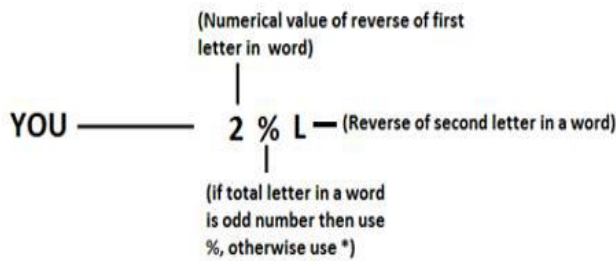 (Numerical value of reverse of first
letter in word)
YOU 2 % L (Reverse of second letter in a word)
(if total letter in a word
is odd number then use
%, otherwise use *)